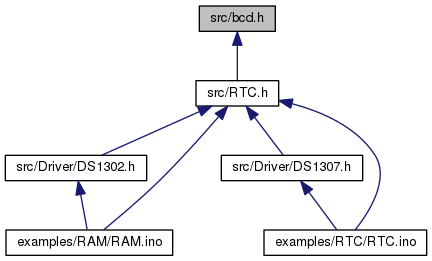 src/bcd.h
src/RTC.h
src/Driver/DS1302.h
src/Driver/DS1307.h
examples/RAM/RAM.ino
examples/RTC/RTC.ino